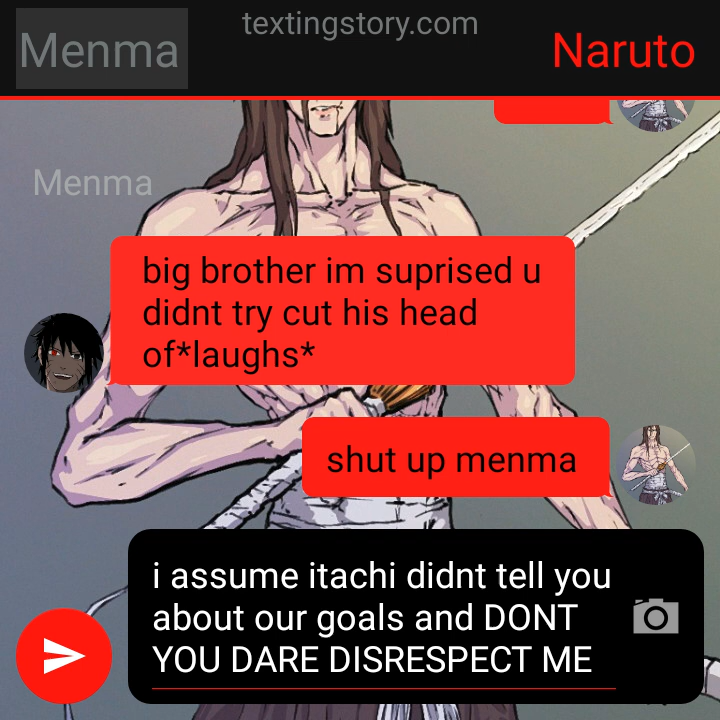 textingstory.com
Menma
Naruto
Menma
big brother im suprised u
didnt try cut his head
of*laughs*
shut up menma
i assume itachi didnt tell you
about our goals and DONT
YOU DARE DISRESPECT ME